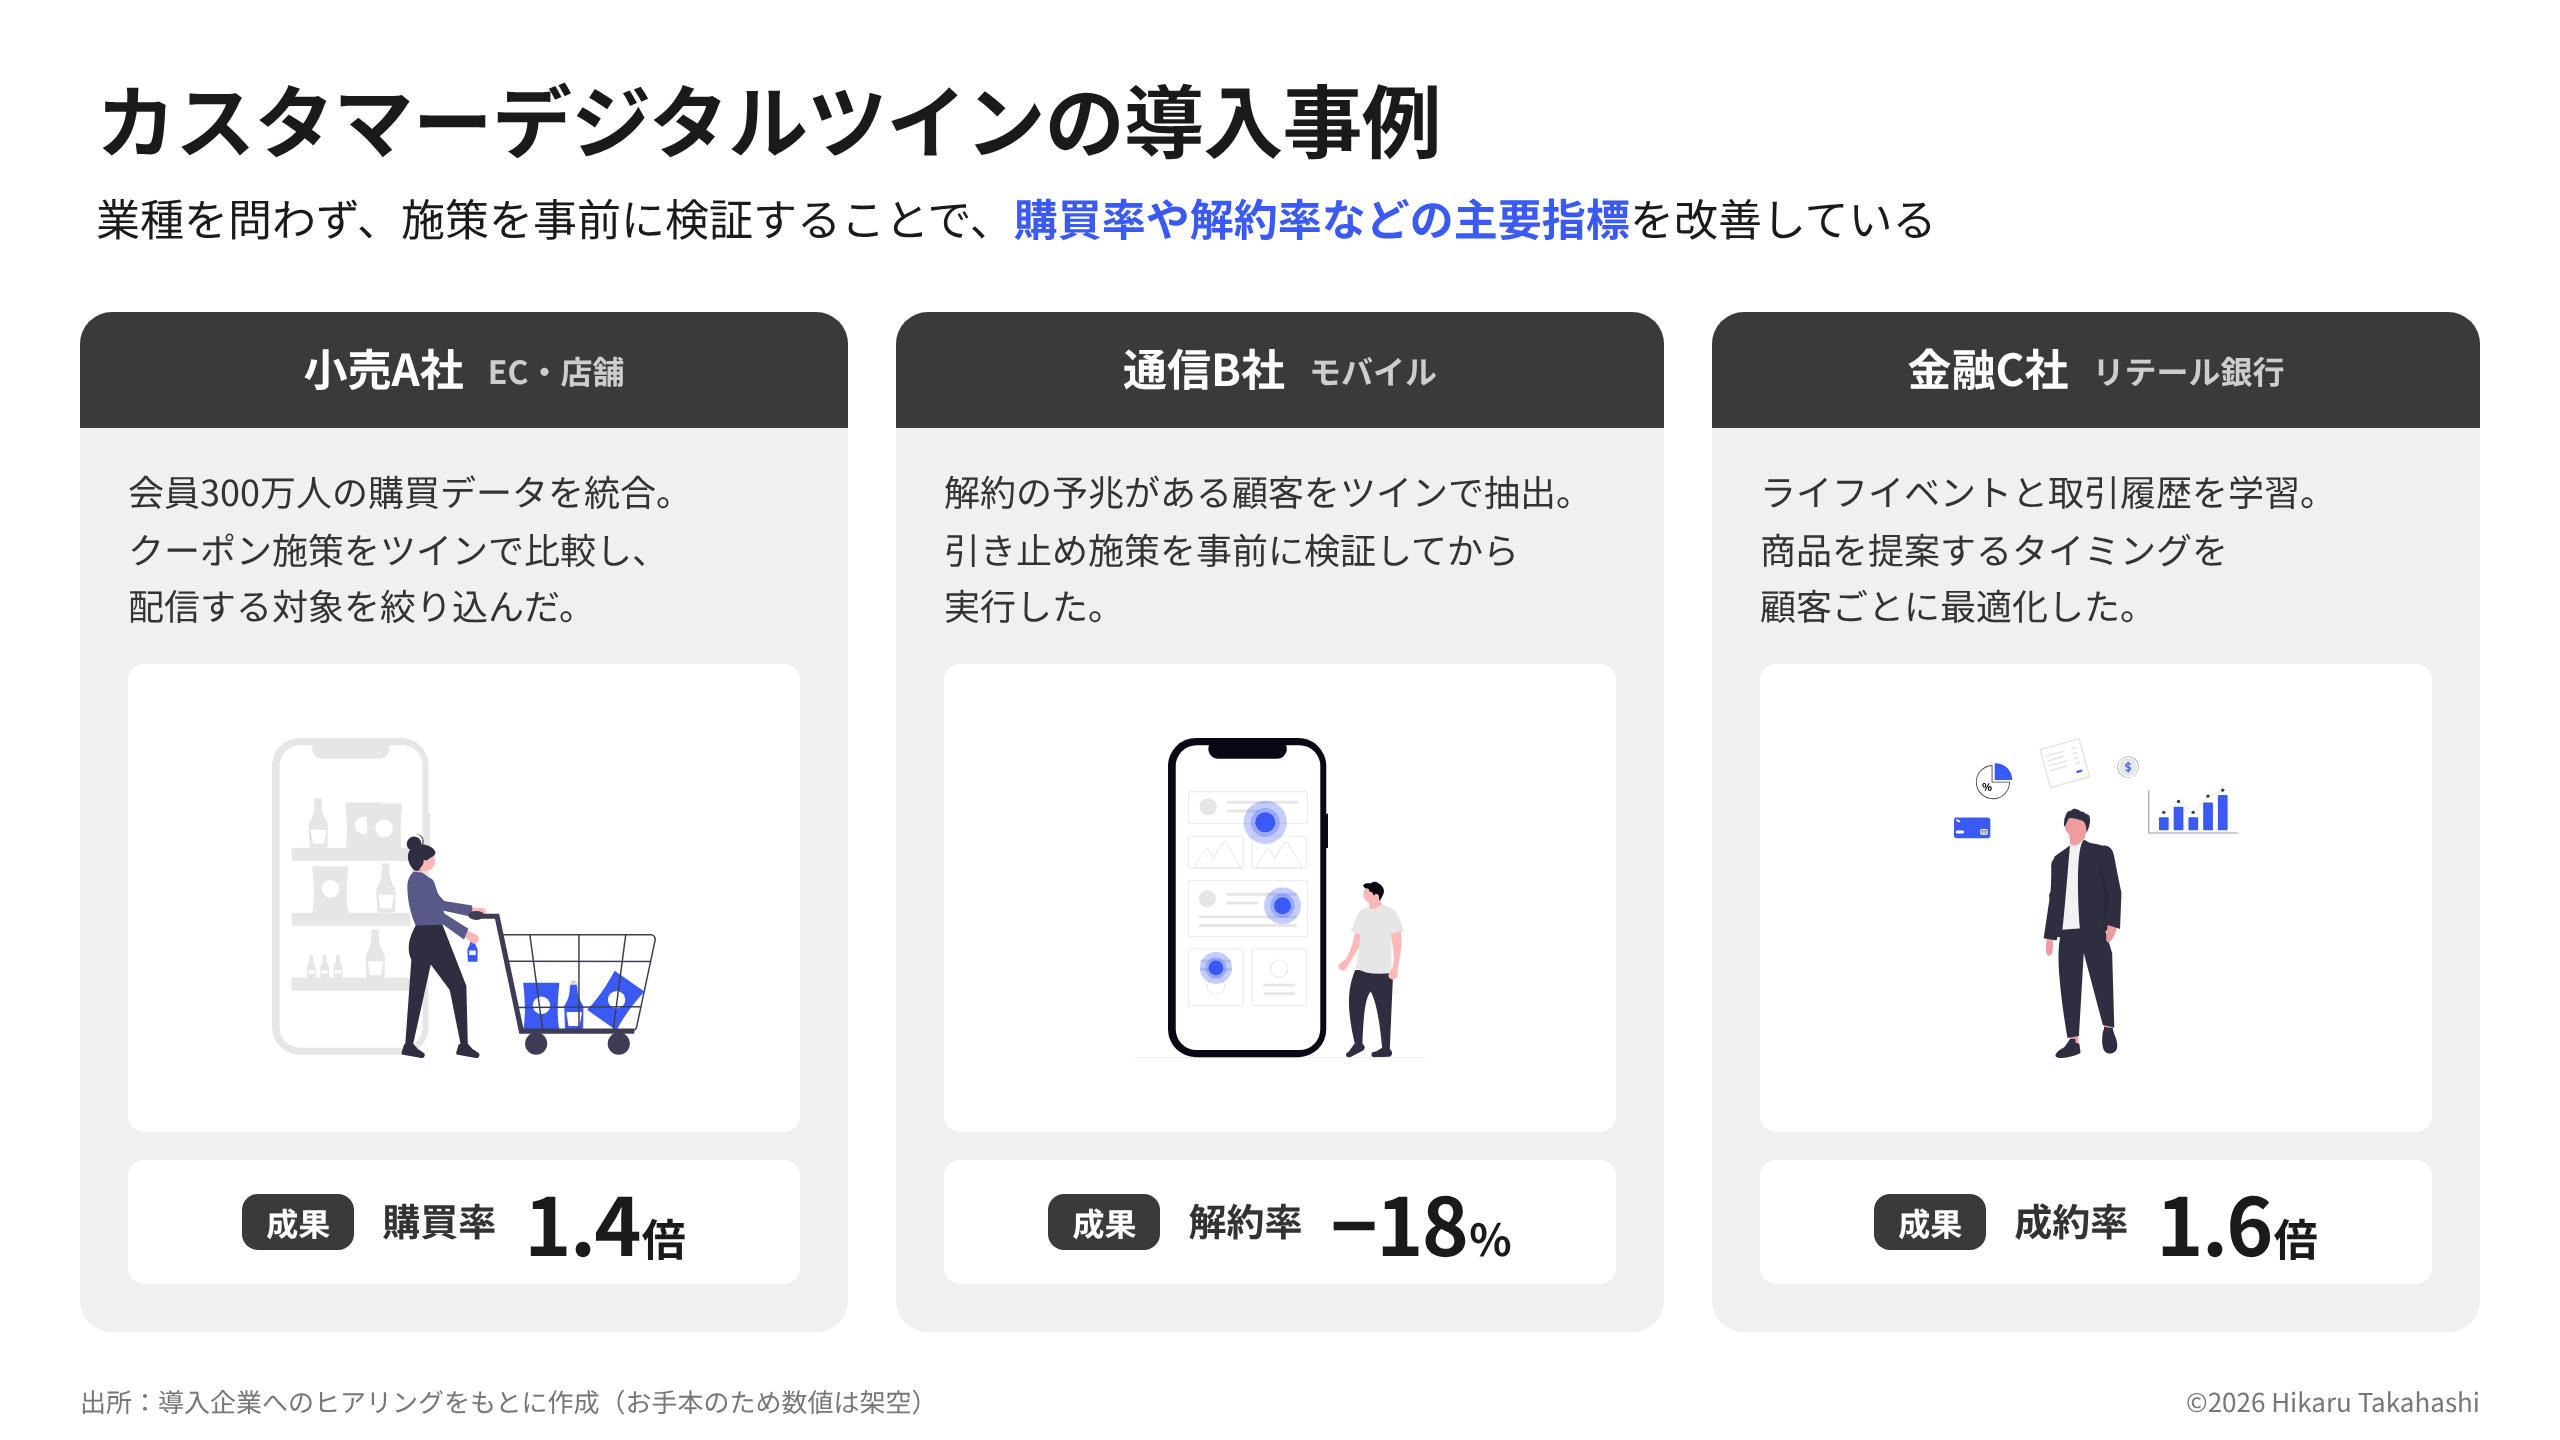 カスタマーデジタルツインの導入事例
業種を問わず、施策を事前に検証することで、購買率や解約率などの主要指標を改善している
小売A社 EC・店舗
会員300万人の購買データを統合。
クーポン施策をツインで比較し、
配信する対象を絞り込んだ。
成果 購買率 1.4倍
通信B社 モバイル
解約の予兆がある顧客をツインで抽出。
引き止め施策を事前に検証してから
実行した。
成果 解約率 −18%
金融C社 リテール銀行
ライフイベントと取引履歴を学習。
商品を提案するタイミングを
顧客ごとに最適化した。
%
$
成果 成約率 1.6倍
出所：導入企業へのヒアリングをもとに作成（お手本のため数値は架空）
©2026 Hikaru Takahashi